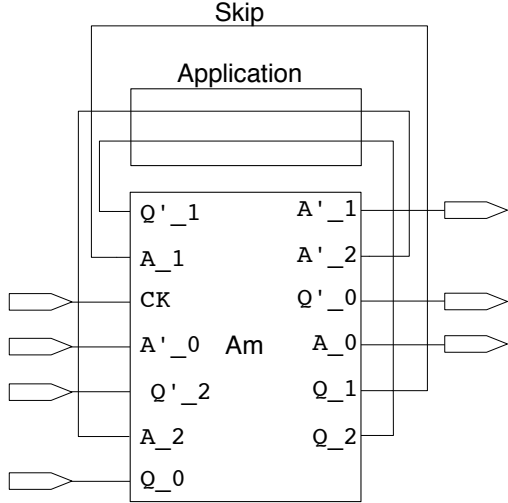 Skip
Application
Q'_1
A'_1
A_1
A'_2
CK
Q'_0
A'_0
Am
A_0
Q'_2
Q_1
A_2
Q_2
Q_0